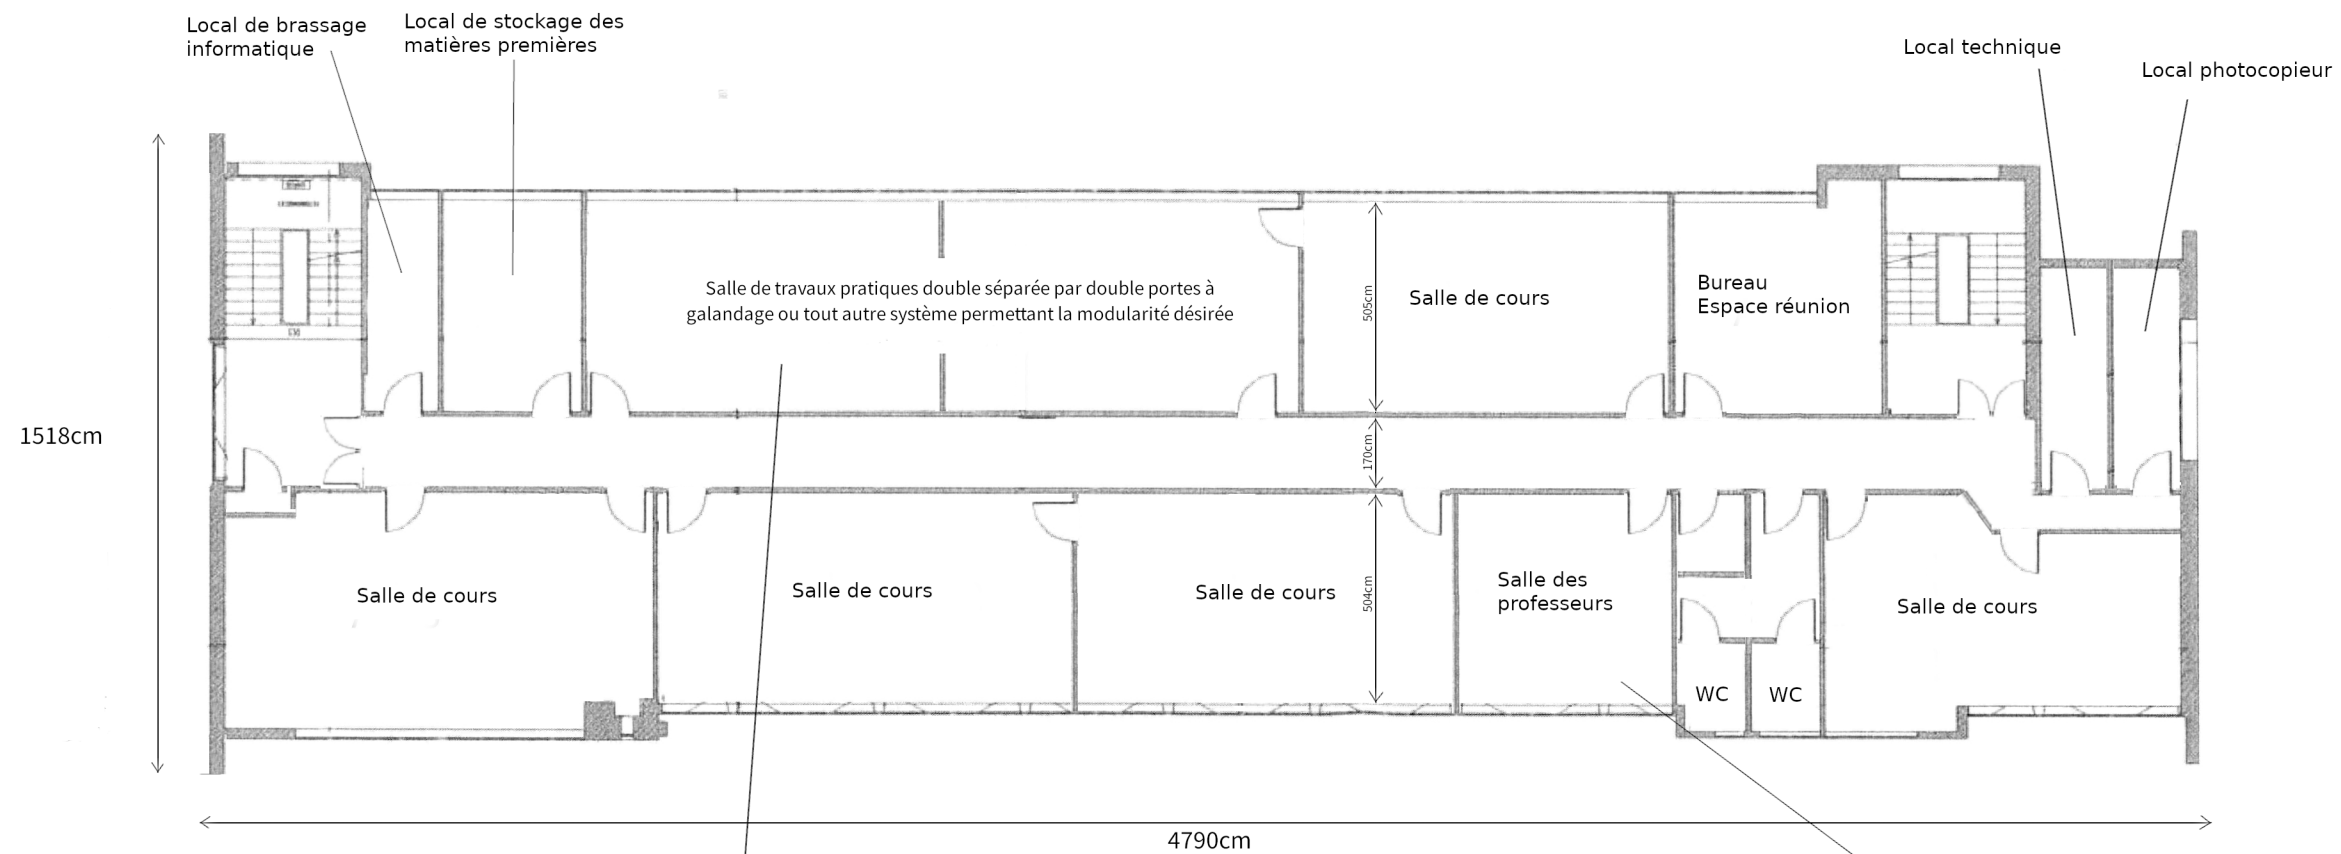 Local de brassage
informatique
Local de stockage des
matières premières
Local technique
Local photocopieur
Salle de travaux pratiques double séparée par double portes à
galandage ou tout autre système permettant la modularité désirée
505cm
Salle de cours
Bureau
Espace réunion
1518cm
170cm
Salle de cours
Salle de cours
Salle de cours
504cm
Salle des
professeurs
Salle de cours
WC
WC
4790cm